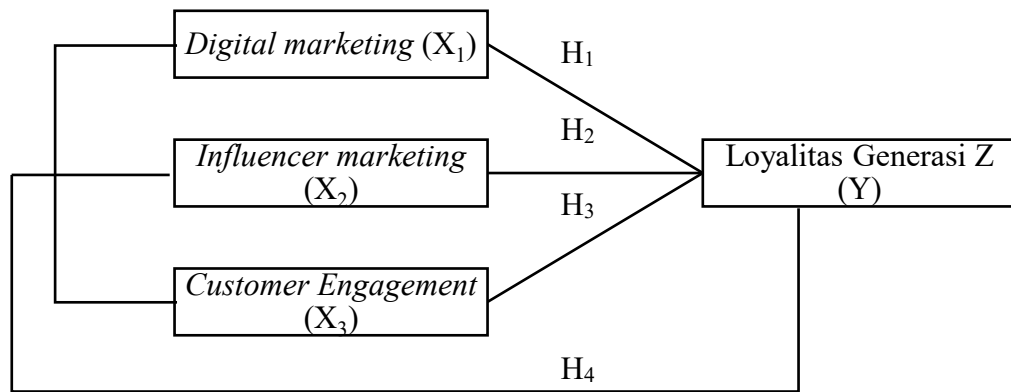 Digital marketing (X₁)
H₁
H₂
Influencer marketing
(X₂)
Loyalitas Generasi Z
(Y)
H₃
Customer Engagement
(X₃)
H₄